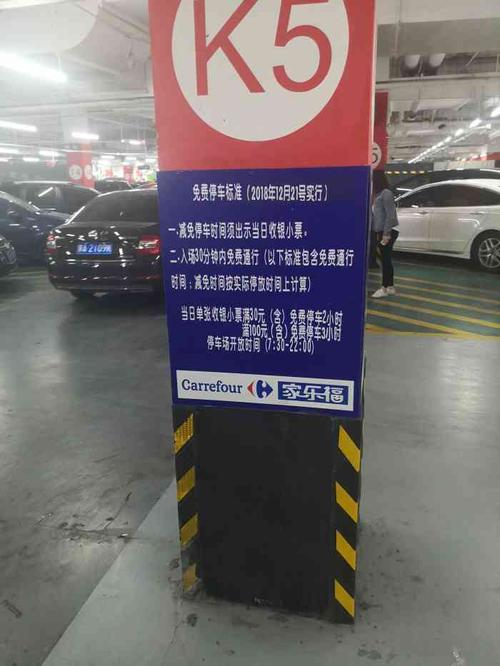 K5
免费停车标准（2018年12月21号实行）
一.减免停车时间须出示当日收银小票。
二.入场30分钟内免费通行（以下标准包含免费通行
时间；减免时间按实际停放时间上计算）
当日单张收银小票满30元（含）免费停车2小时
满100元（含）免费停车3小时
停车场开放时间（7:30-22:00）
Carrefour 家乐福